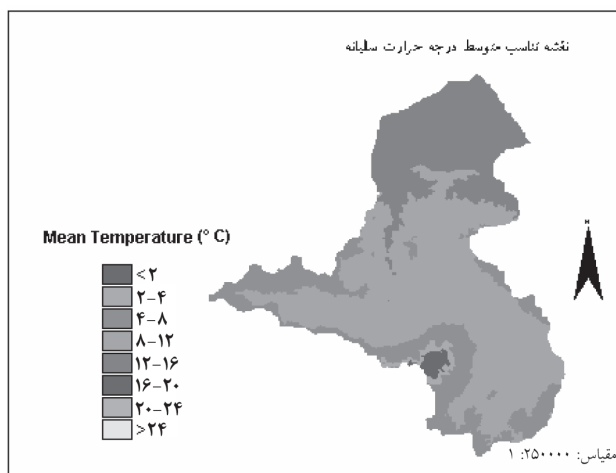 نقشه تناسب متوسط درجه حرارت سلیانه
N
Mean Temperature (° C)
<۲
۲-۴
۴-۸
۸-۱۲
۱۲-۱۶
۱۶-۲۰
۲۰-۲۴
>۲۴
مقیاس: ۲۵۰۰۰۰: ۱